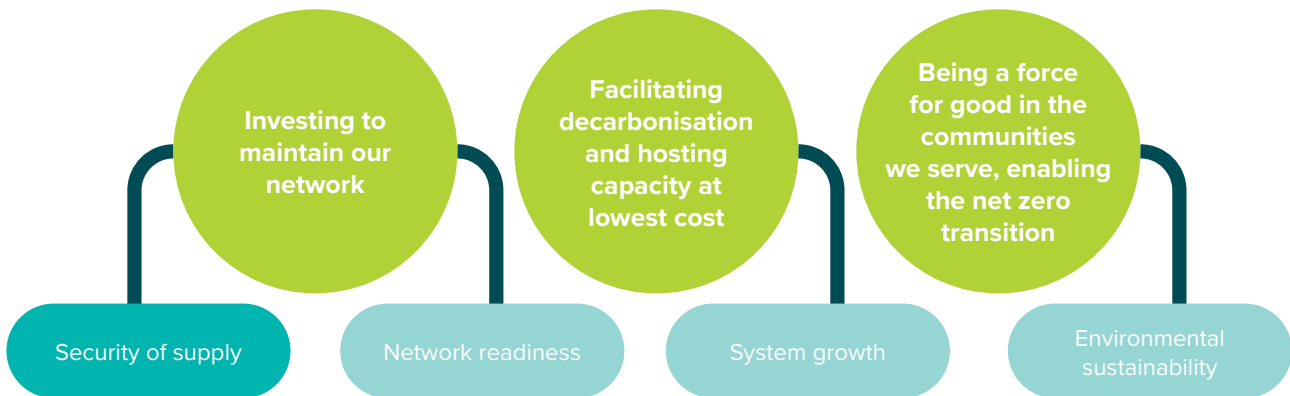 Investing to
maintain our
network
Facilitating
decarbonisation
and hosting
capacity at
lowest cost
Being a force
for good in the
communities
we serve, enabling
the net zero
transition
Security of supply
Network readiness
System growth
Environmental
sustainability